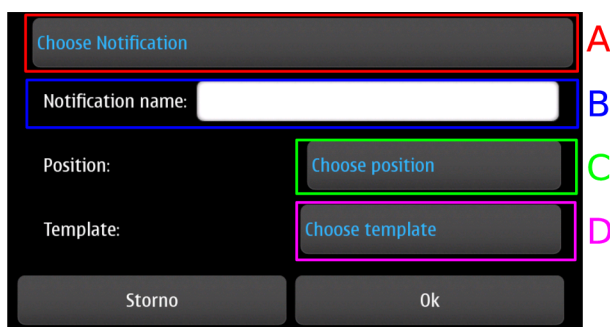 Choose Notification A
Notification name: B
Position: Choose position C
Template: Choose template D
Storno Ok